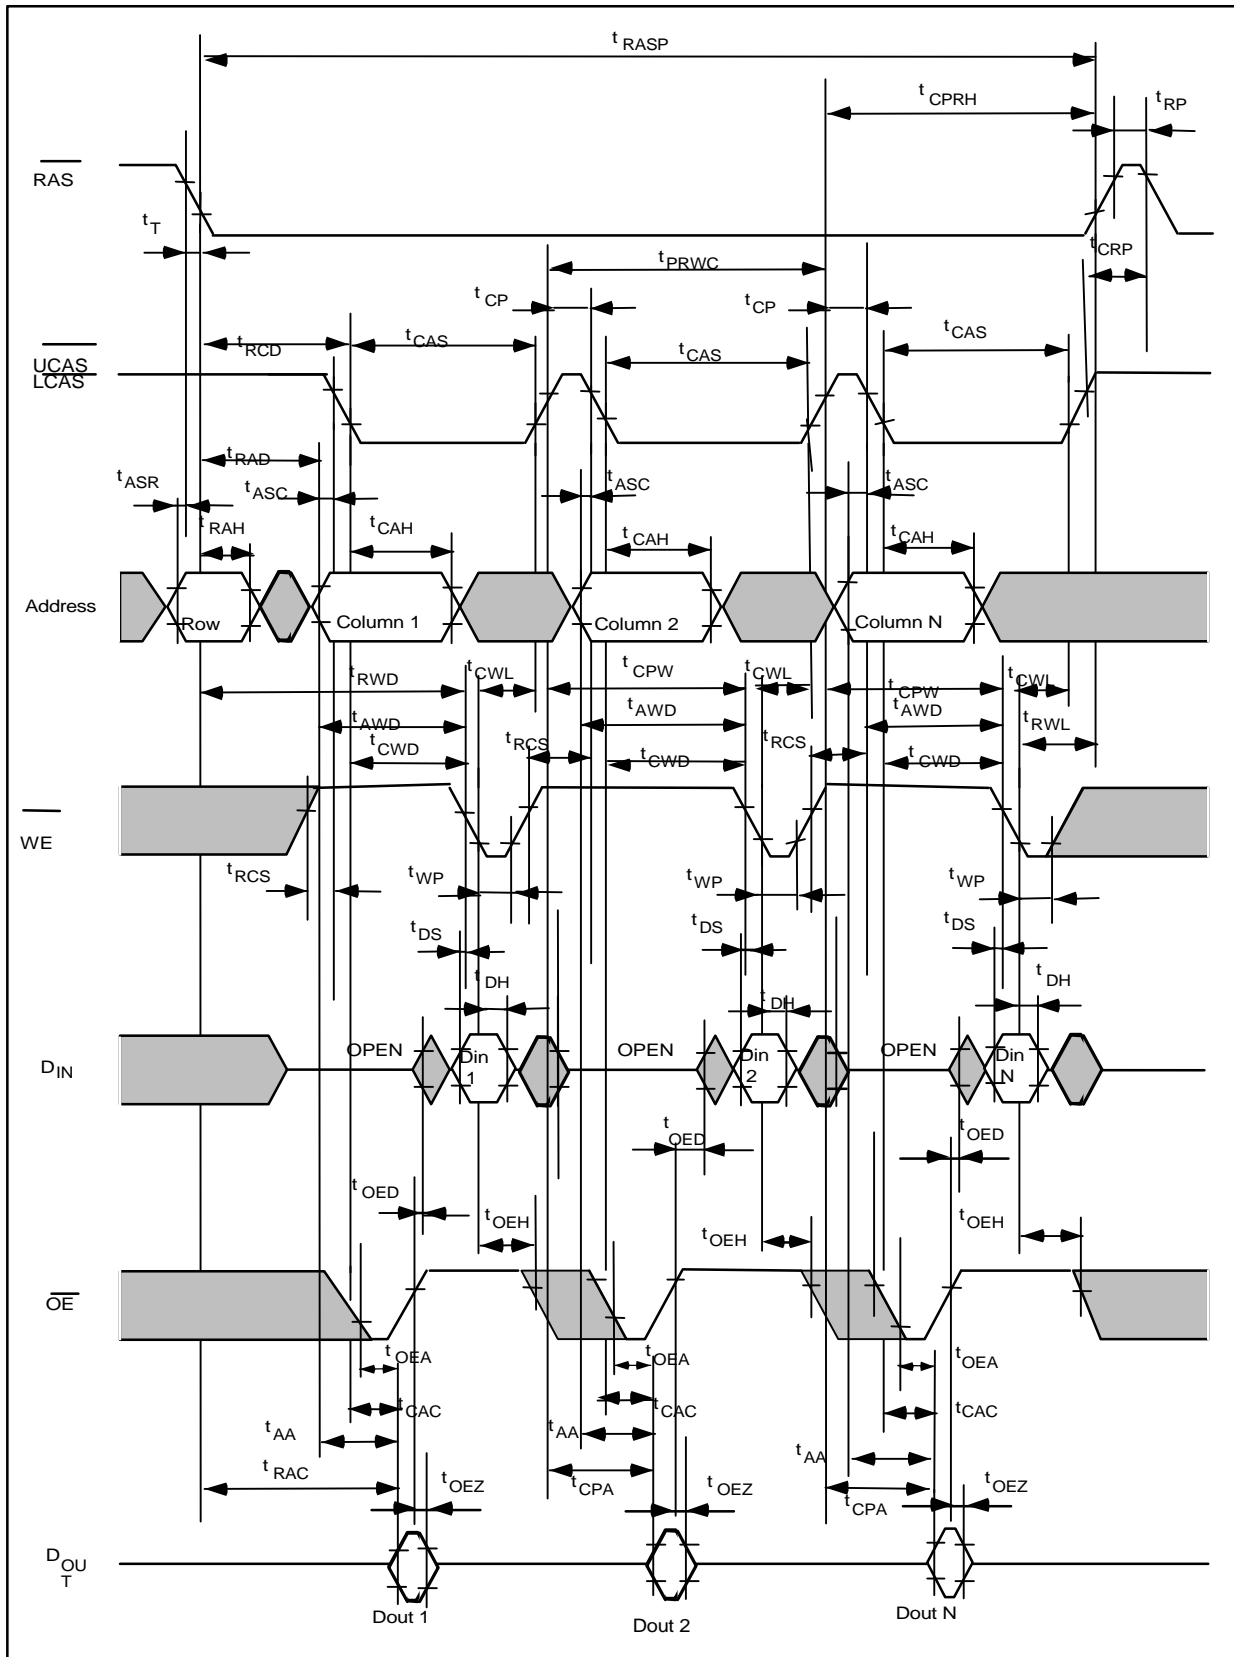 t RASP
t CPRH
t RP
RAS
t T
t CRP
t PRWC
t CP
t CP
t RCD
t CAS
t CAS
t CAS
UCAS
LCAS
t RAD
t ASR
t ASC
t ASC
t ASC
t RAH
t CAH
t CAH
t CAH
Address
Row
Column 1
Column 2
Column N
t RWD
t CWL
t CPW
t CWL
t CPW
t CWL
t AWD
t AWD
t AWD
t RWL
t CWD
t RCS
t CWD
t RCS
t CWD
WE
t RCS
t WP
t WP
t WP
t DS
t DS
t DS
t DH
t DH
t DH
D IN
OPEN
Din 1
OPEN
Din 2
OPEN
Din N
t OED
t OED
t OED
t OEH
t OEH
t OEH
OE
t OEA
t OEA
t OEA
t CAC
t CAC
t CAC
t AA
t AA
t AA
t RAC
t CPA
t CPA
t OEZ
t OEZ
t OEZ
D OU
T
Dout 1
Dout 2
Dout N